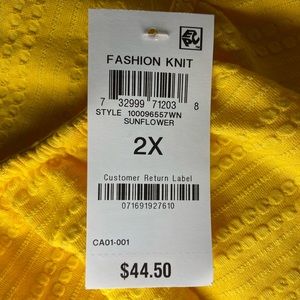 FASHION KNIT
7 32999 71203 8
STYLE 100096557WN
SUNFLOWER
2X
Customer Return Label
071691927610
CA01-001
$44.50